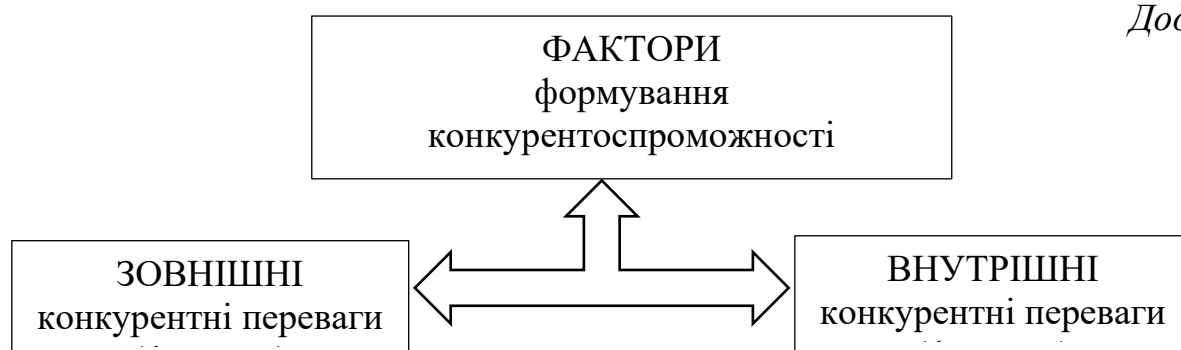 ФАКТОРИ
формування
конкурентоспроможності
ЗОВНІШНІ
конкурентні переваги
ВНУТРІШНІ
конкурентні переваги